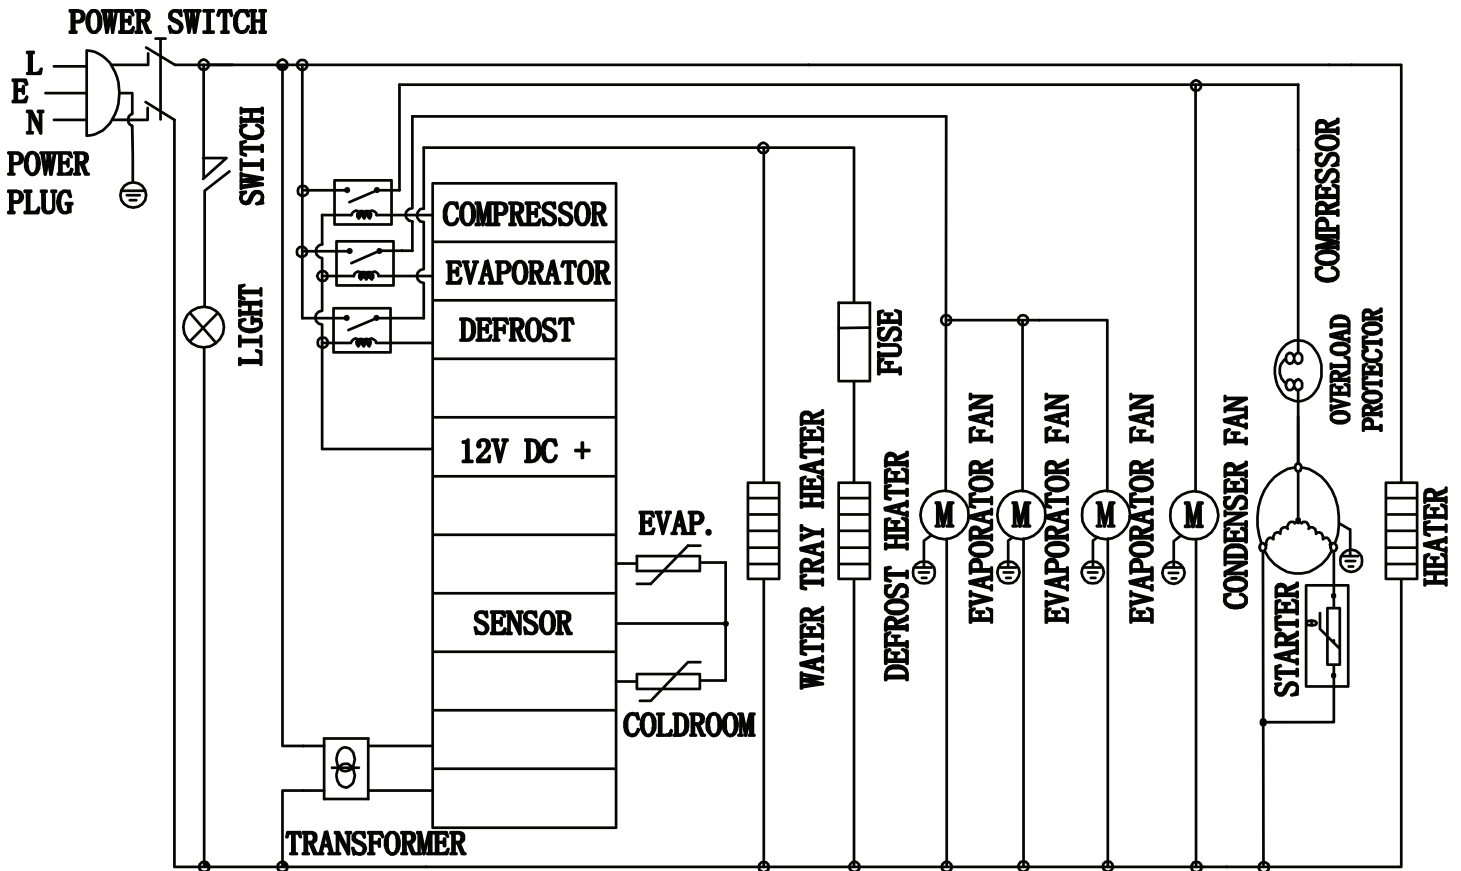 POWER SWITCH
L
E
N
POWER
PLUG
SWITCH
LIGHT
COMPRESSOR
EVAPORATOR
DEFROST
12V DC +
EVAP.
SENSOR
COLDROOM
TRANSFORMER
WATER TRAY HEATER
FUSE
DEFROST HEATER
M
EVAPORATOR FAN
M
EVAPORATOR FAN
M
EVAPORATOR FAN
M
CONDENSER FAN
COMPRESSOR
OVERLOAD
PROTECTOR
STARTER
θ
HEATER